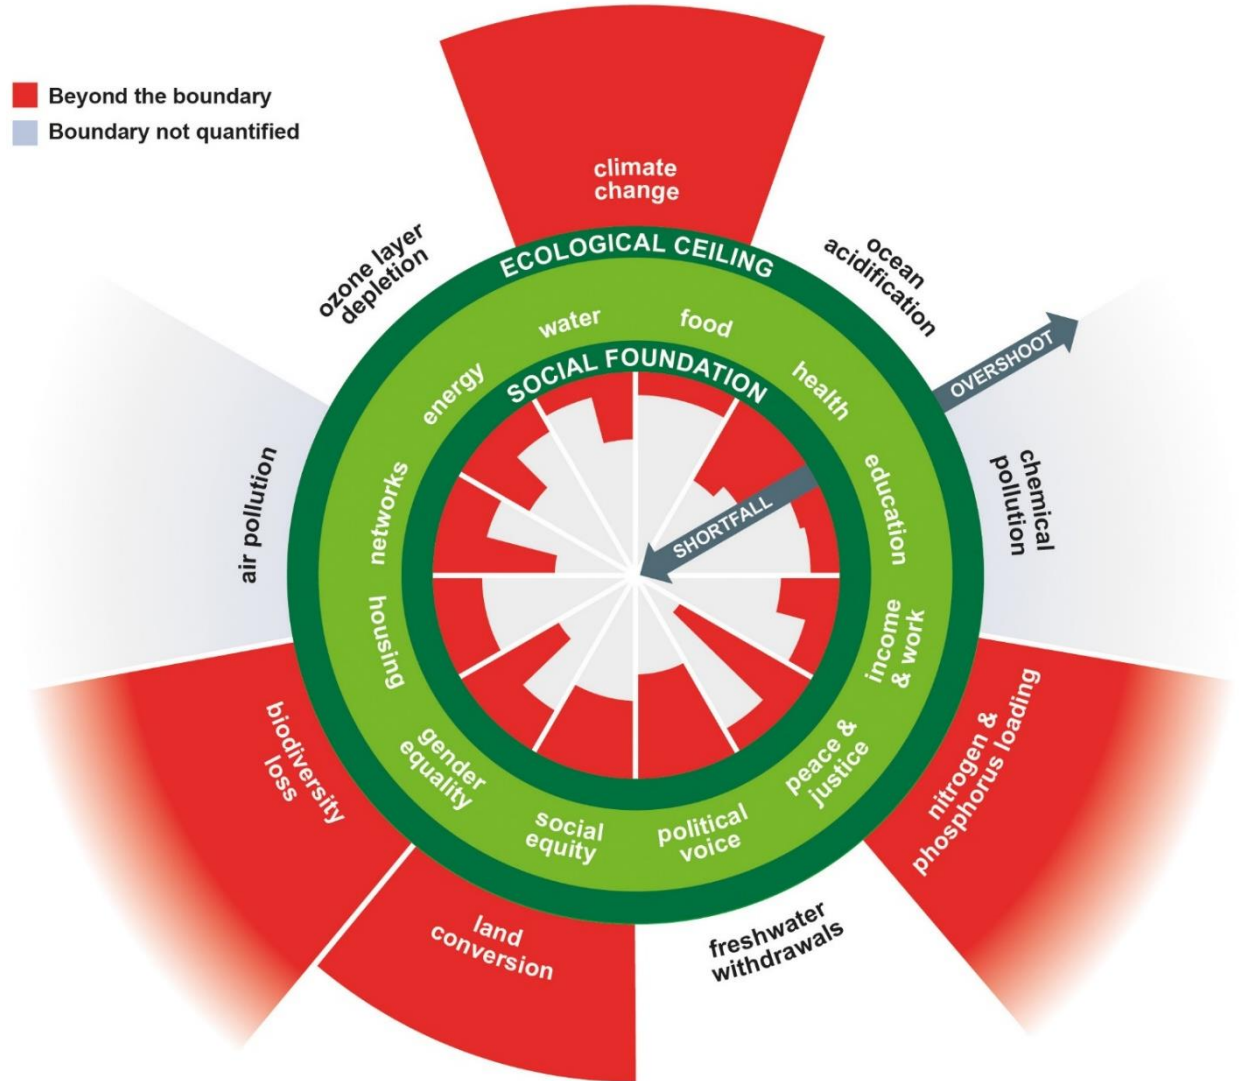 Beyond the boundary
Boundary not quantified
climate
change
ECOLOGICAL CEILING
ozone layer
depletion
ocean
acidification
water
food
SOCIAL FOUNDATION
energy
health
OVERSHOOT
networks
education
SHORTFALL
air pollution
chemical
pollution
housing
income
& work
biodiversity
loss
gender
equality
peace &
justice
nitrogen &
phosphorus loading
social
equity
political
voice
land
conversion
freshwater
withdrawals